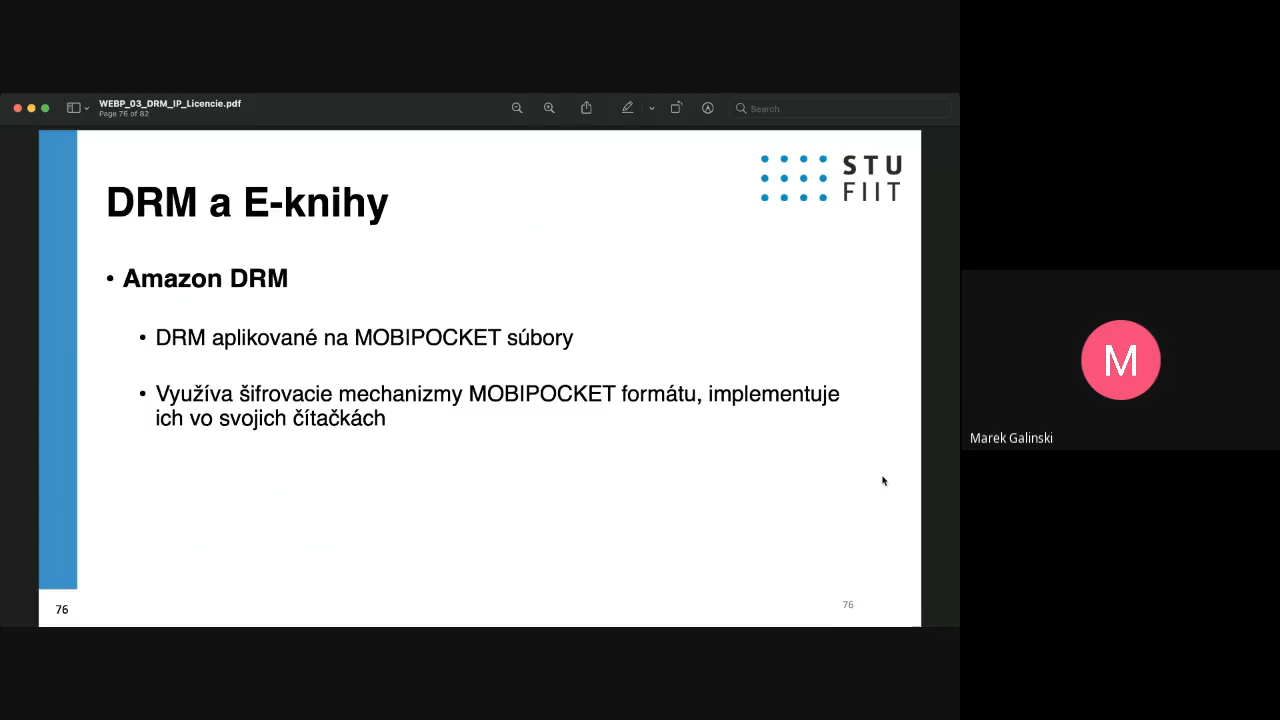 WEBP_03_DRM_IP_Licencie.pdf
Page 76 of 82
Search
STU
FIIT
DRM a E-knihy
• Amazon DRM
• DRM aplikované na MOBIPOCKET súbory
• Využíva šifrovacie mechanizmy MOBIPOCKET formátu, implementuje
ich vo svojich čítačkách
M
Marek Galinski
76
76